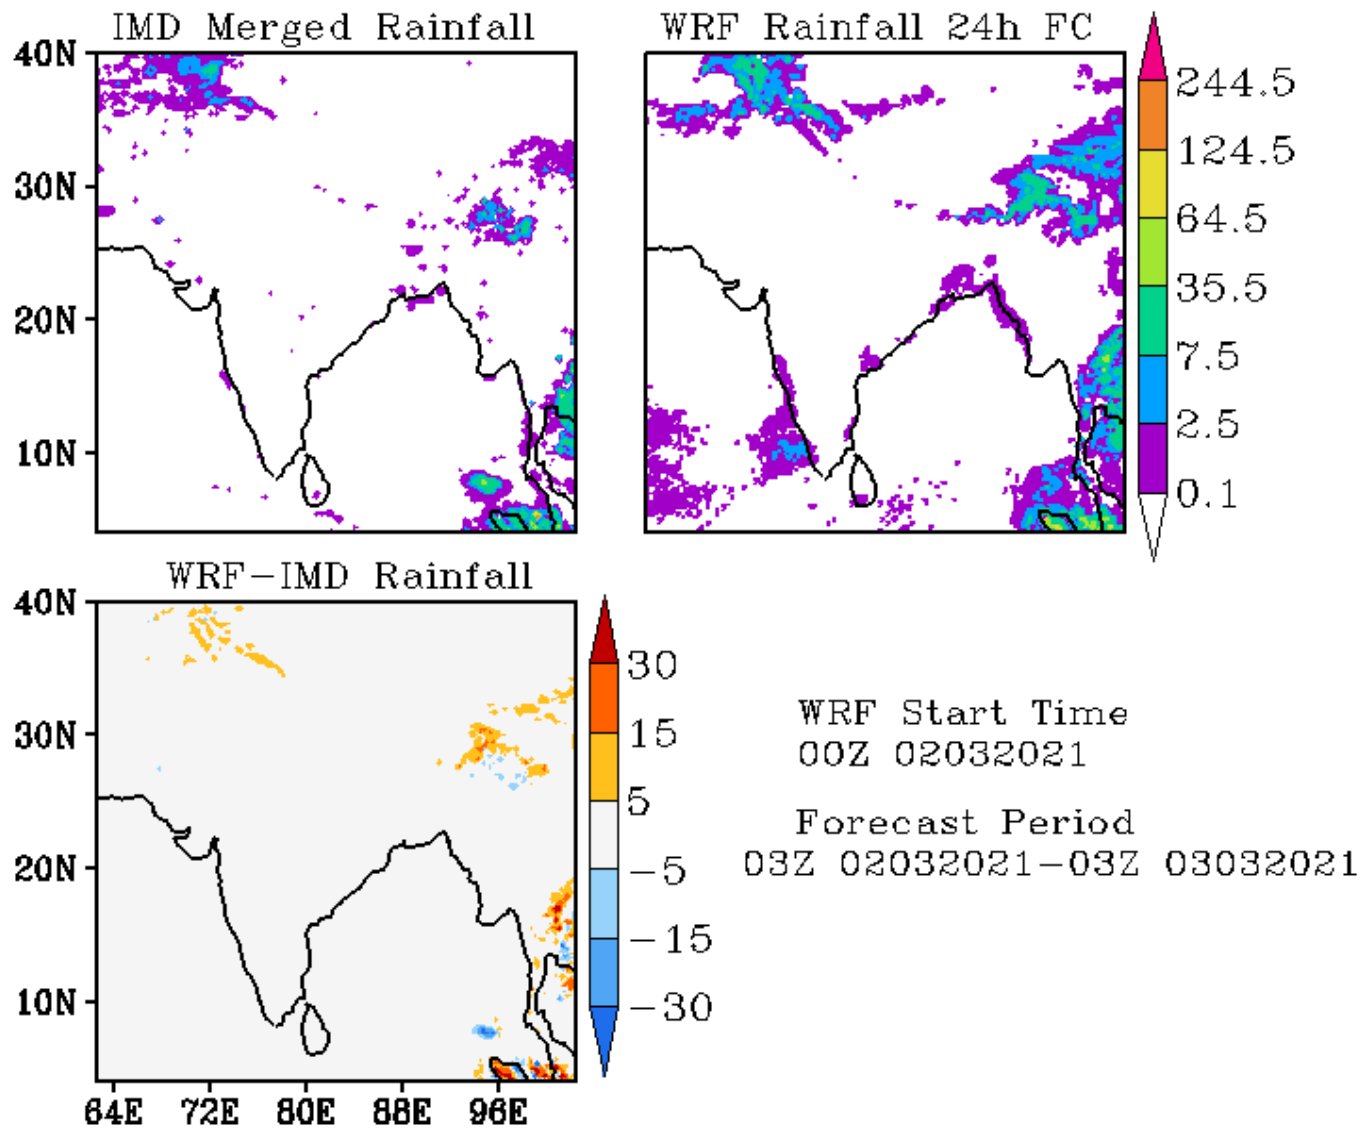 IMD Merged Rainfall
WRF Rainfall 24h FC
40N
30N
20N
10N
244.5
124.5
64.5
35.5
7.5
2.5
0.1
WRF-IMD Rainfall
40N
30N
20N
10N
64E 72E 80E 88E 96E
30
15
5
-5
-15
-30
WRF Start Time
00Z 02032021
Forecast Period
03Z 02032021-03Z 03032021